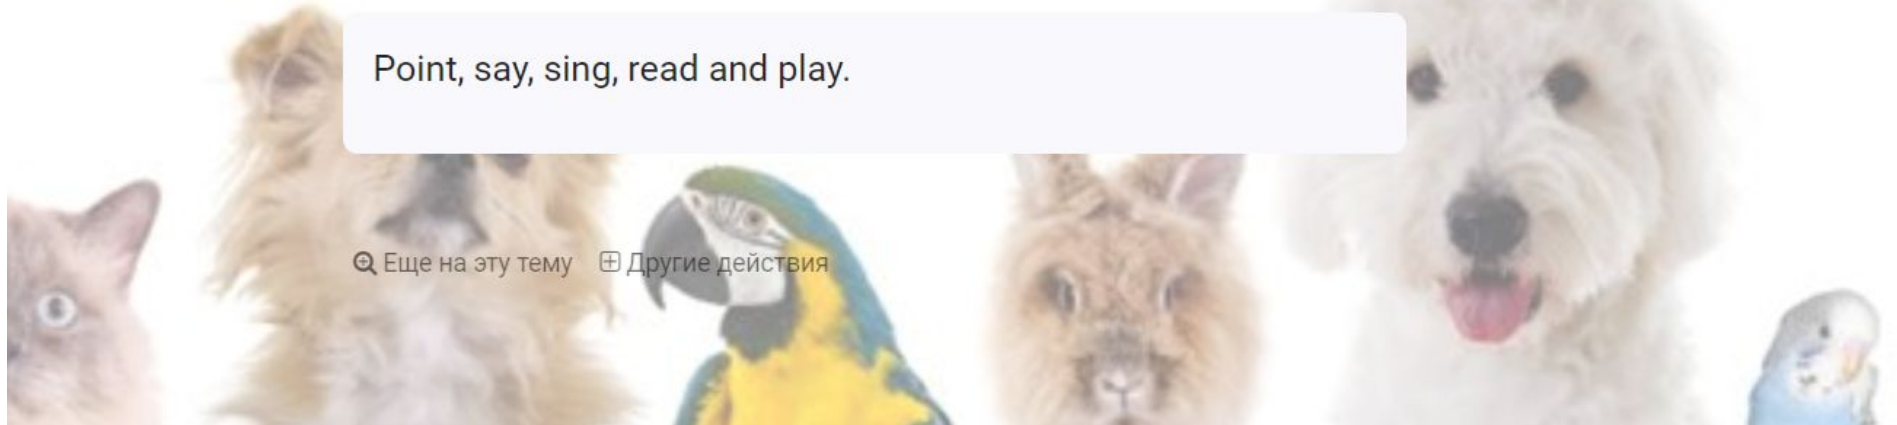 Point, say, sing, read and play.
Еще на эту тему Другие действия